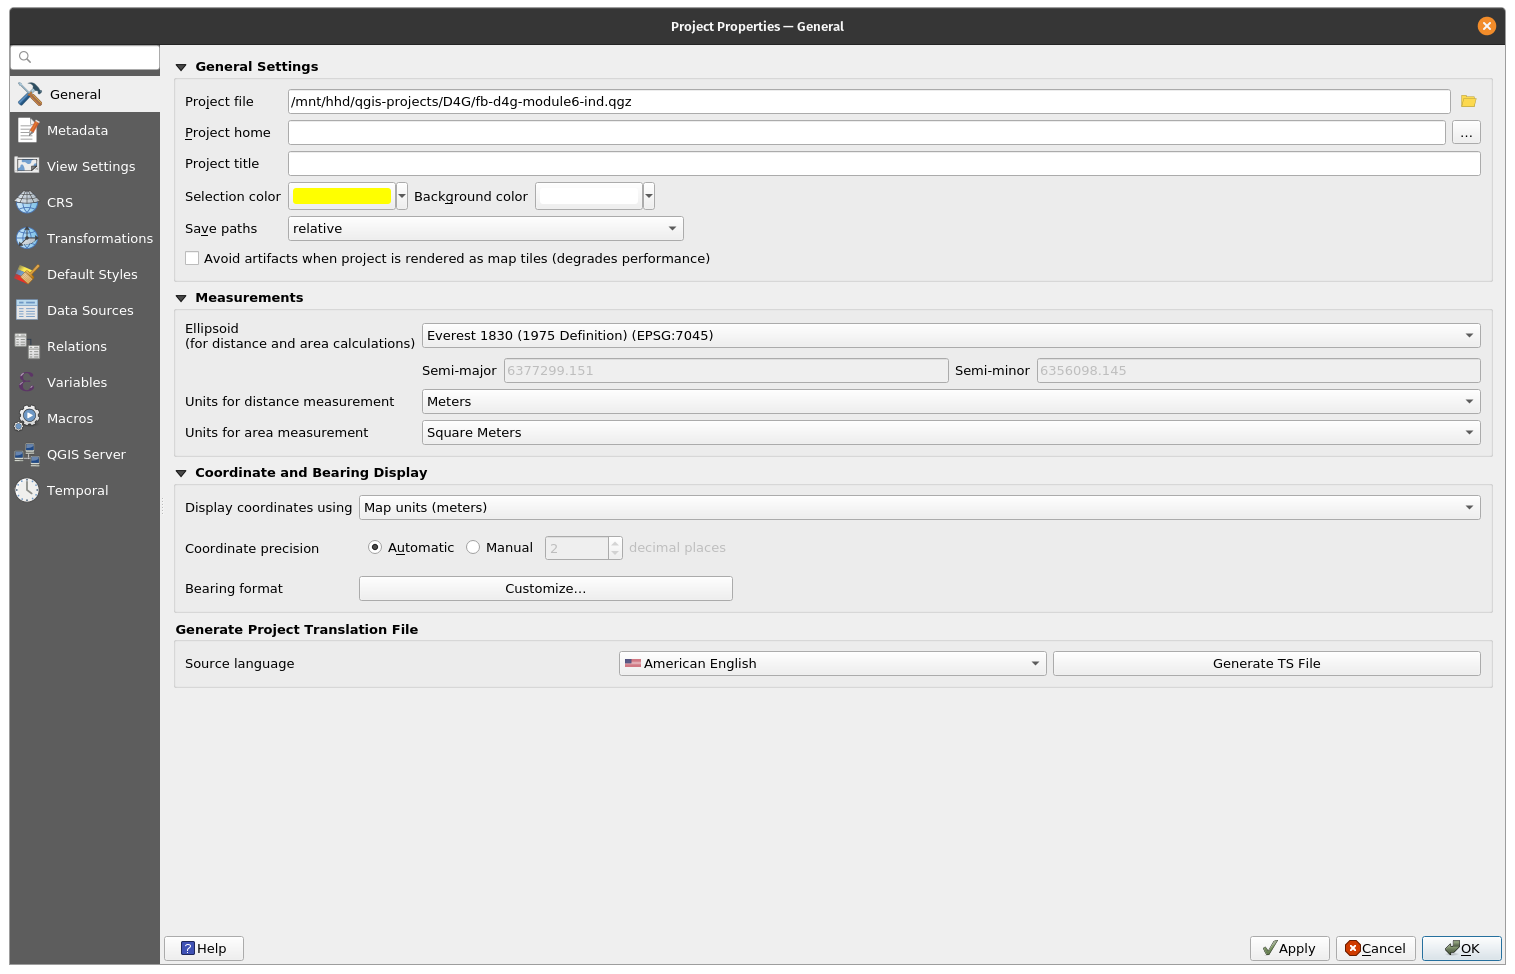 Project Properties — General
General
Metadata
View Settings
CRS
Transformations
Default Styles
Data Sources
Relations
Variables
Macros
QGIS Server
Temporal
General Settings
Project file /mnt/hhd/qgis-projects/D4G/fb-d4g-module6-ind.qgz
Project home ...
Project title
Selection color Background color
Save paths relative
Avoid artifacts when project is rendered as map tiles (degrades performance)
Measurements
Ellipsoid
(for distance and area calculations) Everest 1830 (1975 Definition) (EPSG:7045)
Semi-major 6377299.151 Semi-minor 6356098.145
Units for distance measurement Meters
Units for area measurement Square Meters
Coordinate and Bearing Display
Display coordinates using Map units (meters)
Coordinate precision Automatic Manual 2 decimal places
Bearing format Customize...
Generate Project Translation File
Source language American English Generate TS File
? Help Apply Cancel OK